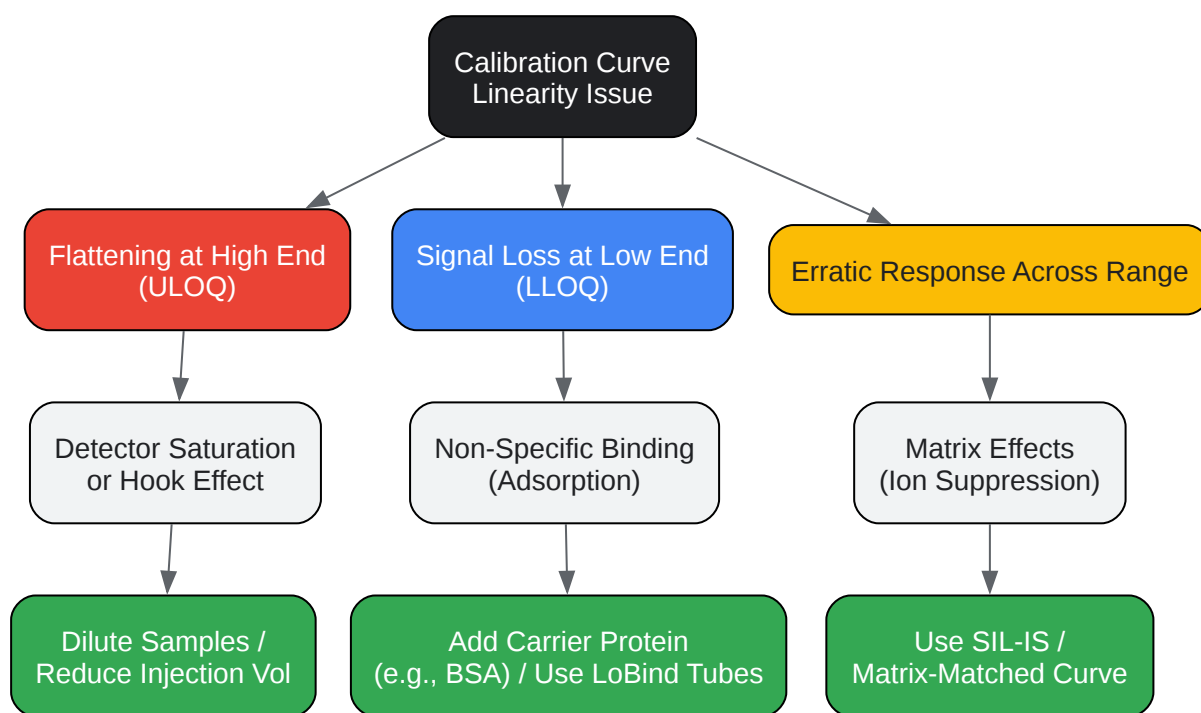 Calibration Curve
Linearity Issue
Flattening at High End
(ULOQ)
Signal Loss at Low End
(LLOQ)
Erratic Response Across Range
Detector Saturation
or Hook Effect
Non-Specific Binding
(Adsorption)
Matrix Effects
(Ion Suppression)
Dilute Samples /
Reduce Injection Vol
Add Carrier Protein
(e.g., BSA) / Use LoBind Tubes
Use SIL-IS /
Matrix-Matched Curve